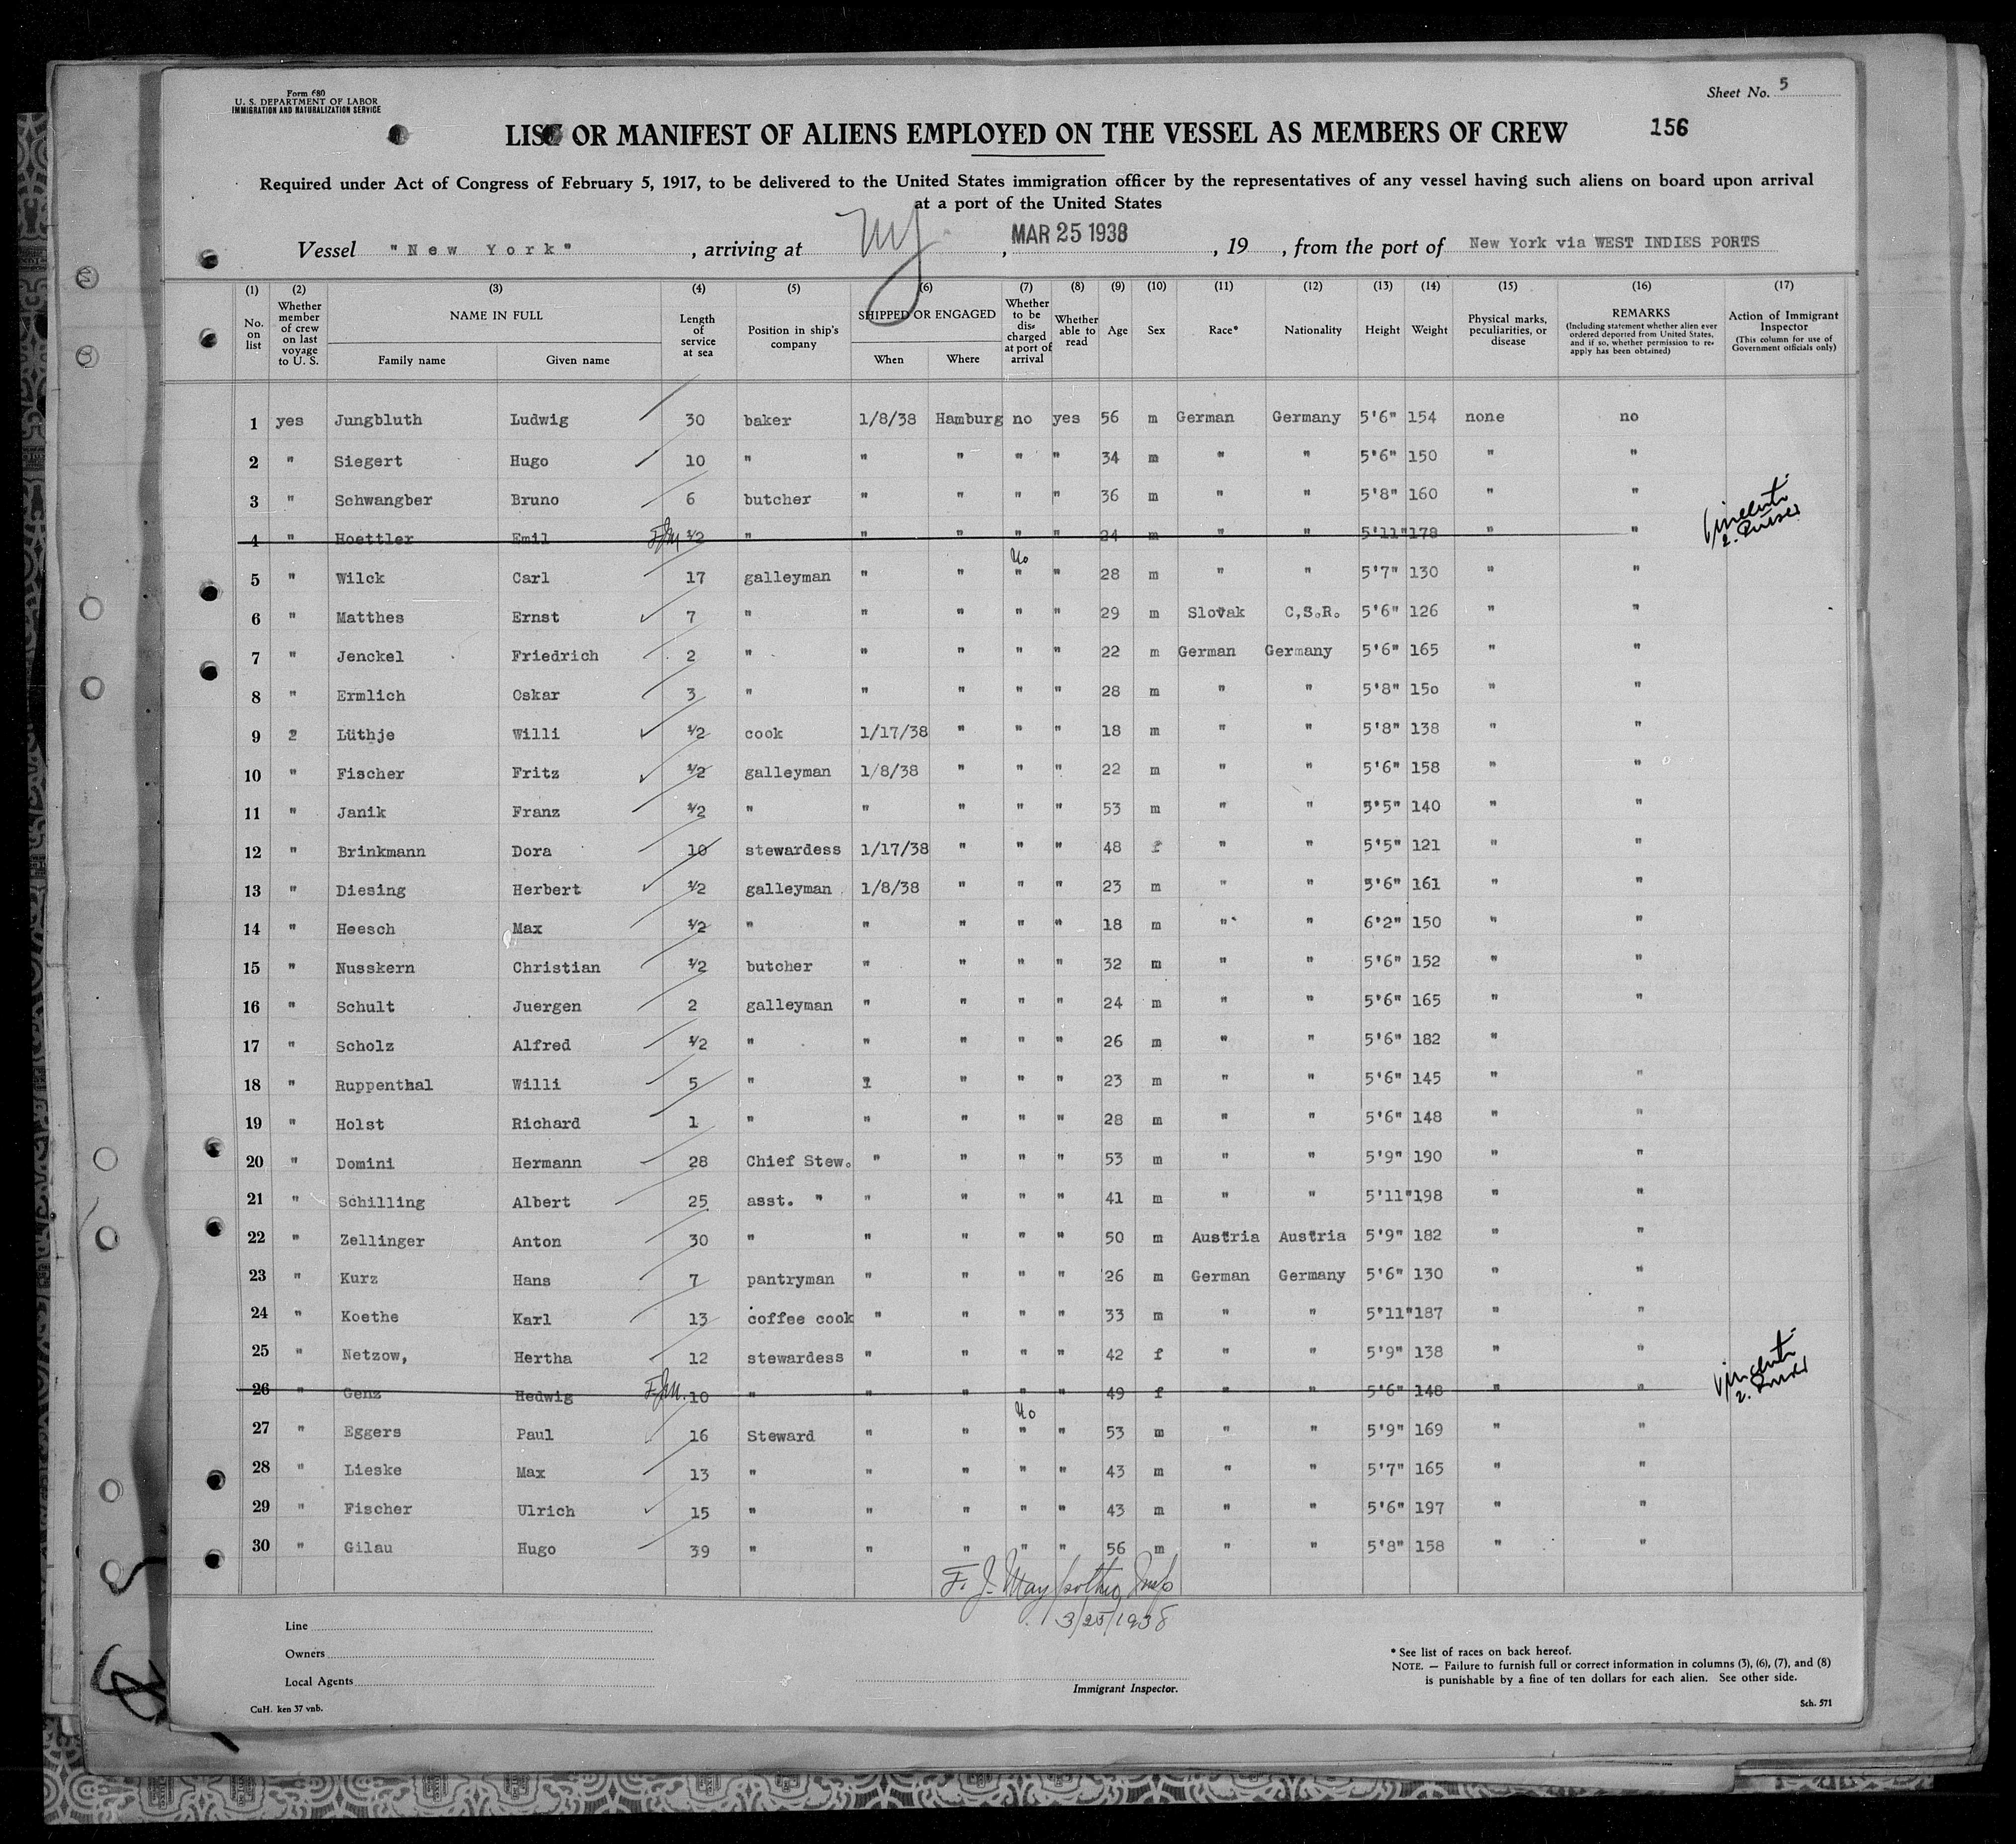 Form 680
U. S. DEPARTMENT OF LABOR
IMMIGRATION AND NATURALIZATION SERVICE
Sheet No. 5
LIST OR MANIFEST OF ALIENS EMPLOYED ON THE VESSEL AS MEMBERS OF CREW 156
Required under Act of Congress of February 5, 1917, to be delivered to the United States immigration officer by the representatives of any vessel having such aliens on board upon arrival
at a port of the United States
Vessel "New York", arriving at NY, MAR 25 1938, 19 , from the port of New York via WEST INDIES PORTS
(1) (2) (3) (4) (5) (6) (7) (8) (9) (10) (11) (12) (13) (14) (15) (16) (17)
No. on list
Whether member of crew on last voyage to U. S.
NAME IN FULL
Family name Given name
Length of service at sea
Position in ship's company
SHIPPED OR ENGAGED
When Where
Whether to be discharged at port of arrival
Whether able to read
Age Sex Race* Nationality Height Weight
Physical marks, peculiarities, or disease
REMARKS
(Including statement whether alien ever ordered deported from United States, and if so, whether permission to re-apply has been obtained)
Action of Immigrant Inspector
(This column for use of Government officials only)
1 yes Jungbluth Ludwig 30 baker 1/8/38 Hamburg no yes 56 m German Germany 5'6" 154 none no
2 " Siegert Hugo 10 " " " " " 34 m " " 5'6" 150 " "
3 " Schwangber Bruno 6 butcher " " " " 36 m " " 5'8" 160 " "
4 " Hoettler Emil FJM 1/2 " " " " " 24 m " " 5'11" 178 " "
5 " Wilck Carl 17 galleyman " " No " " 28 m " " 5'7" 130 " "
6 " Matthes Ernst 7 " " " " " 29 m Slovak C.S.R. 5'6" 126 " "
7 " Jenckel Friedrich 2 " " " " " 22 m German Germany 5'6" 165 " "
8 " Ermlich Oskar 3 " " " " " 28 m " " 5'8" 15o " "
9 2 Lüthje Willi 1/2 cook 1/17/38 " " " 18 m " " 5'8" 138 " "
10 " Fischer Fritz 1/2 galleyman 1/8/38 " " " 22 m " " 5'6" 158 " "
11 " Janik Franz 1/2 " " " " " 53 m " " 5'5" 140 " "
12 " Brinkmann Dora 10 stewardess 1/17/38 " " " 48 f " " 5'5" 121 " "
13 " Diesing Herbert 1/2 galleyman 1/8/38 " " " 23 m " " 5'6" 161 " "
14 " Heesch Max 1/2 " " " " " 18 m " " 6'2" 150 " "
15 " Nusskern Christian 1/2 butcher " " " " 32 m " " 5'6" 152 " "
16 " Schult Juergen 2 galleyman " " " " 24 m " " 5'6" 165 " "
17 " Scholz Alfred 1/2 " " " " " 26 m " " 5'6" 182 " "
18 " Ruppenthal Willi 5 " " " " 23 m " " 5'6" 145 " "
19 " Holst Richard 1 " " " " " 28 m " " 5'6" 148 " "
20 " Domini Hermann 28 Chief Stew. " " " " 53 m " " 5'9" 190 " "
21 " Schilling Albert 25 asst. " " " " " 41 m " " 5'11" 198 " "
22 " Zellinger Anton 30 " " " " " 50 m Austria Austria 5'9" 182 " "
23 " Kurz Hans 7 pantryman " " " " 26 m German Germany 5'6" 130 " "
24 " Koethe Karl 13 coffee cook " " " " 33 m " " 5'11" 187 " "
25 " Netzow, Hertha 12 stewardess " " " " 42 f " " 5'9" 138 " "
26 " Genz Hedwig FJM. 10 " " " " " 49 f " " 5'6" 148 " "
27 " Eggers Paul 16 Steward " " No " " 53 m " " 5'9" 169 " "
28 " Lieske Max 13 " " " " " 43 m " " 5'7" 165 " "
29 " Fischer Ulrich 15 " " " " " 43 m " " 5'6" 197 " "
30 " Gilau Hugo 39 " " " " " 56 m " " 5'8" 158 " "
F. J. Insp
3/25/1938
Line
Owners
Local Agents
Immigrant Inspector.
* See list of races on back hereof.
NOTE. — Failure to furnish full or correct information in columns (3), (6), (7), and (8)
is punishable by a fine of ten dollars for each alien. See other side.
CuH. ken 37 vnb.
Sch. 571